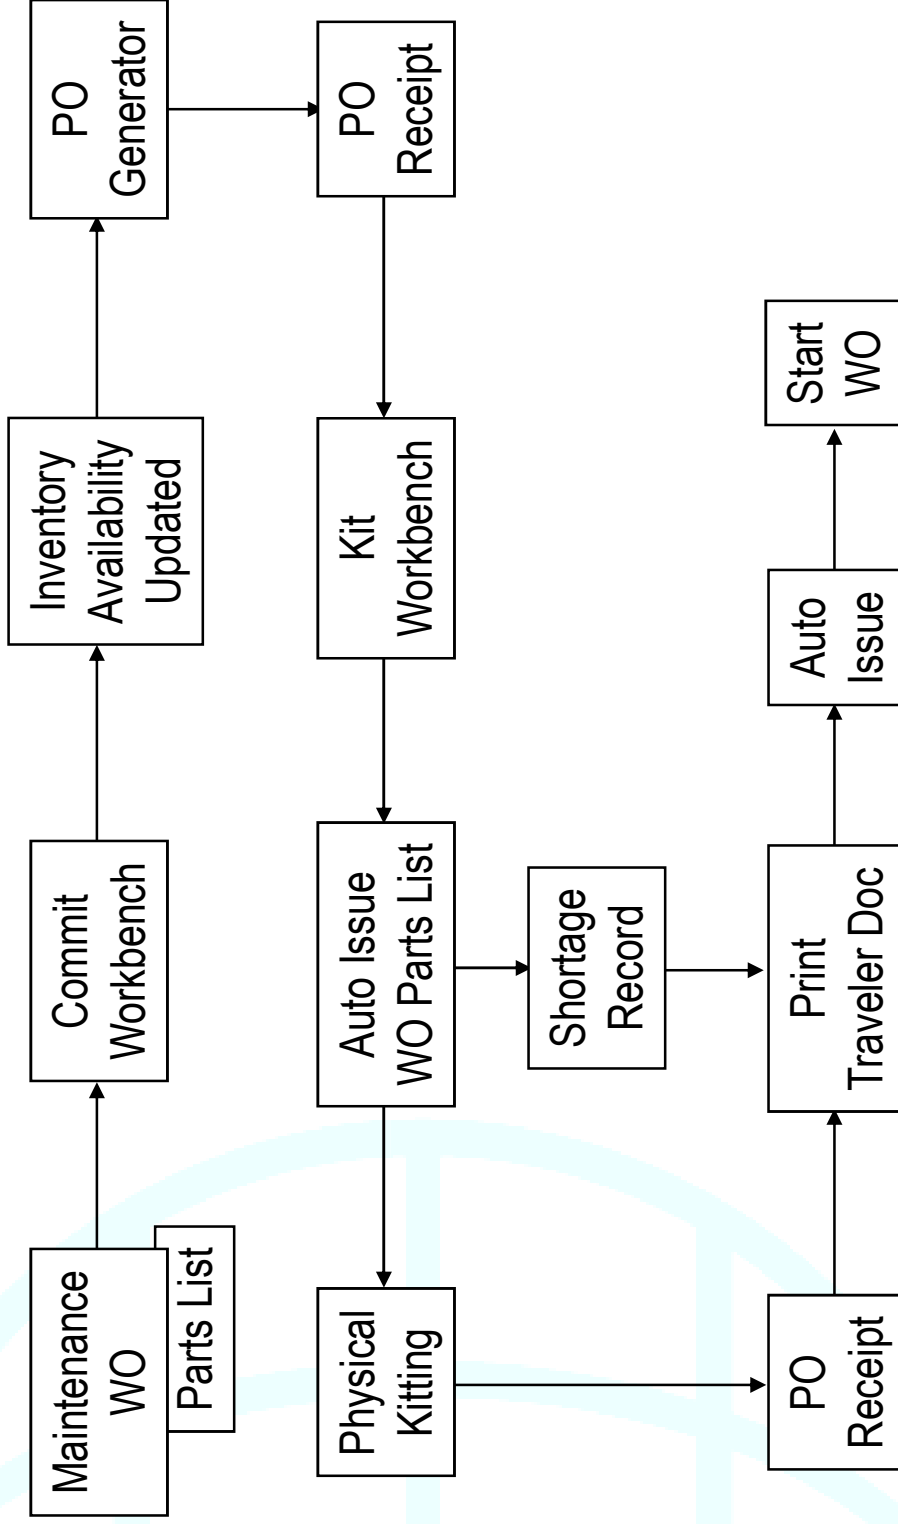 Maintenance
WO
Parts List
Commit
Workbench
Inventory
Availability
Updated
PO
Generator
PO
Receipt
Kit
Workbench
Auto Issue
WO Parts List
Physical
Kitting
Shortage
Record
PO
Receipt
Print
Traveler Doc
Auto
Issue
Start
WO